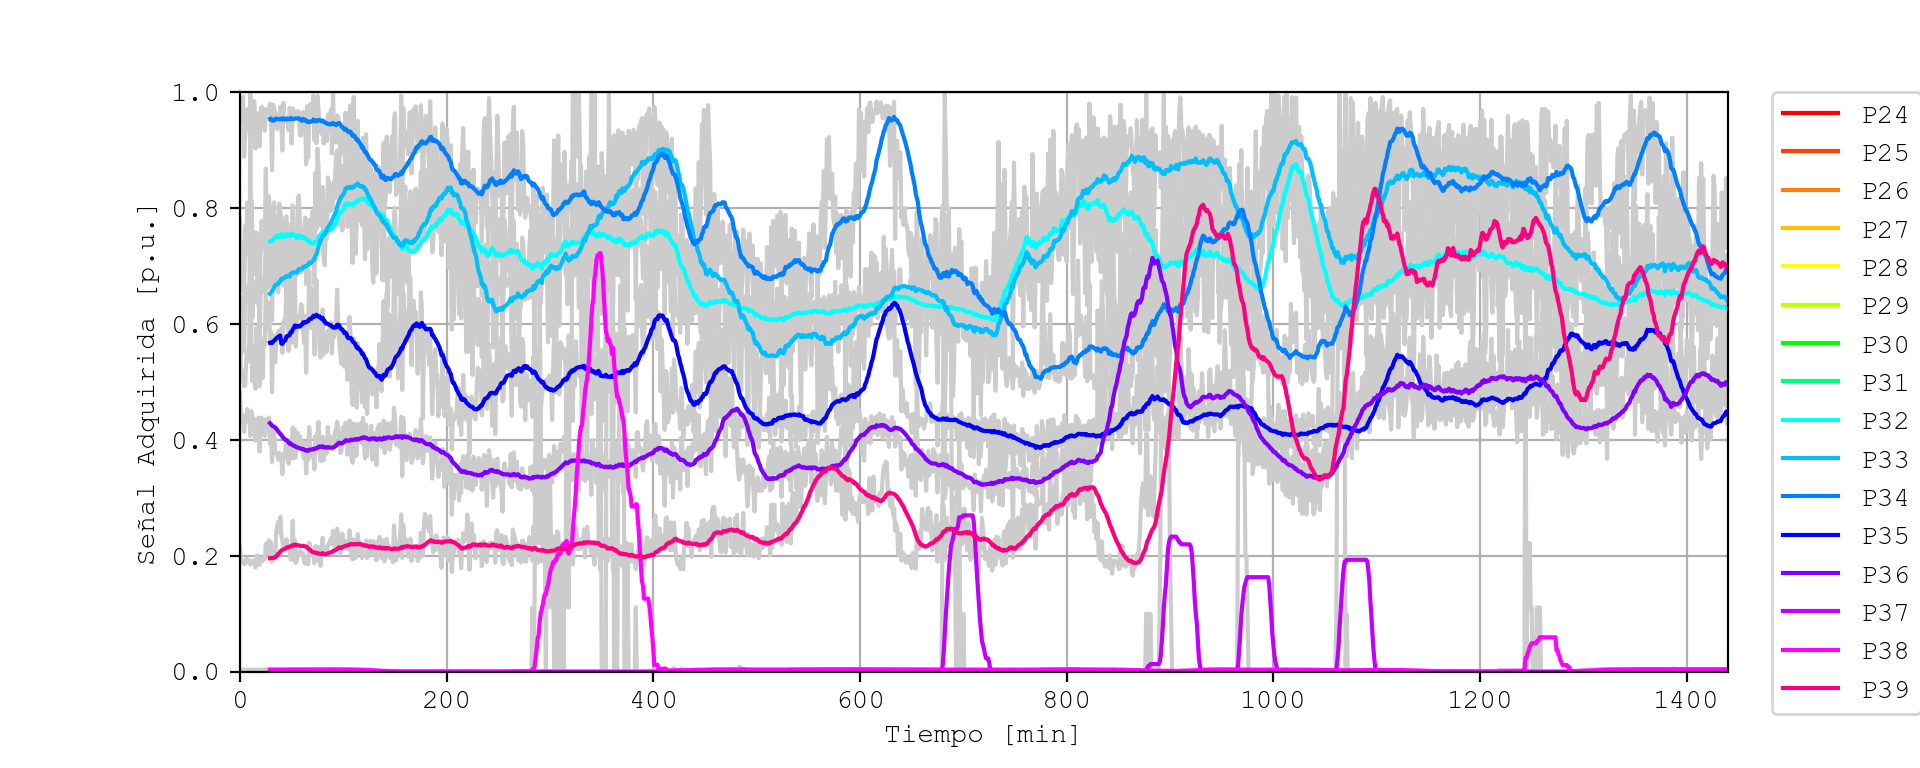 1.0
0.8
0.6
0.4
0.2
0.0
Señal Adquirida [p.u.]
0 200 400 600 800 1000 1200 1400
Tiempo [min]
P24
P25
P26
P27
P28
P29
P30
P31
P32
P33
P34
P35
P36
P37
P38
P39